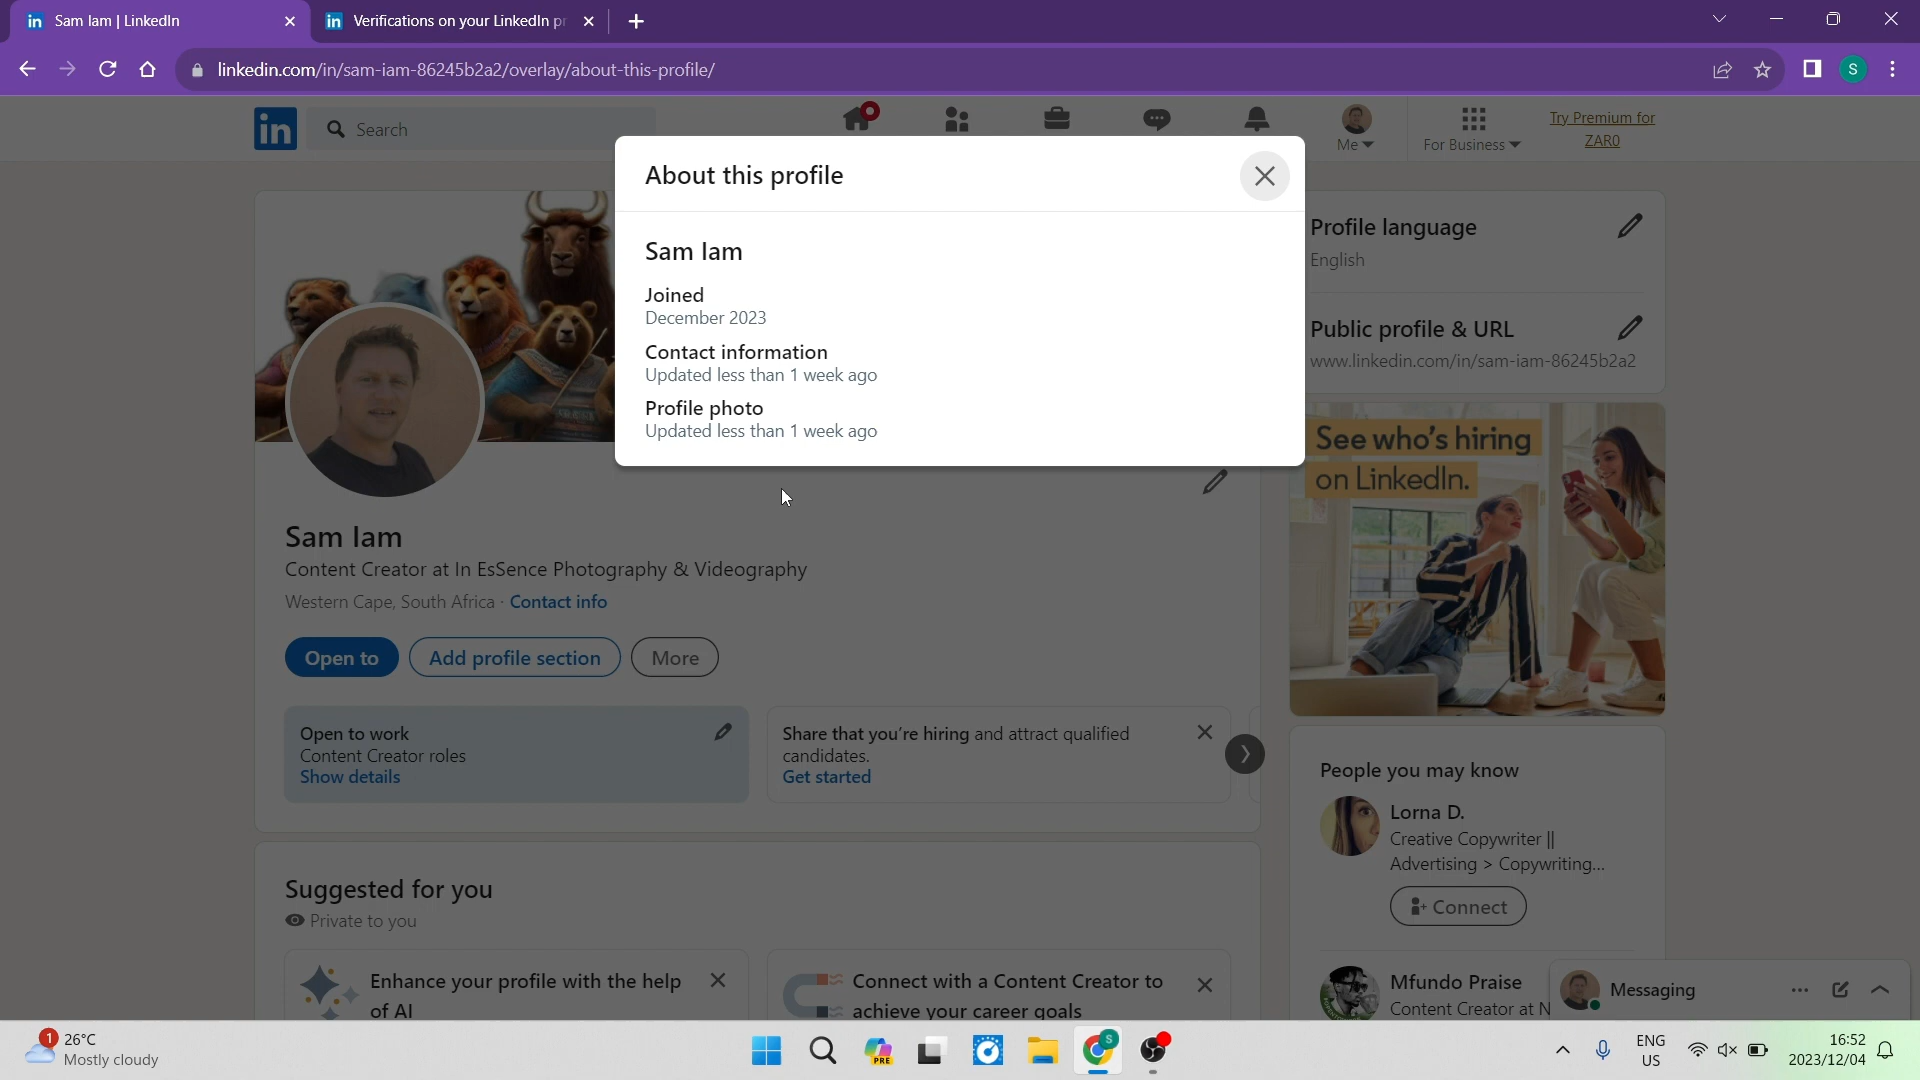 Sam Iam | LinkedIn
Verifications on your LinkedIn pr
linkedin.com/in/sam-iam-86245b2a2/overlay/about-this-profile/
S
in
Search
Me
For Business
Try Premium for
ZAR0
About this profile
Sam Iam
Joined
December 2023
Contact information
Updated less than 1 week ago
Profile photo
Updated less than 1 week ago
Profile language
English
Public profile & URL
www.linkedin.com/in/sam-iam-86245b2a2
See who's hiring
on LinkedIn.
Sam Iam
Content Creator at In EsSence Photography & Videography
Western Cape, South Africa · Contact info
Open to
Add profile section
More
Open to work
Content Creator roles
Show details
Share that you're hiring and attract qualified
candidates.
Get started
People you may know
Lorna D.
Creative Copywriter ||
Advertising > Copywriting...
Connect
Suggested for you
Private to you
Enhance your profile with the help
of AI
Connect with a Content Creator to
achieve your career goals
Mfundo Praise
Content Creator at N
Messaging
1
26°C
Mostly cloudy
PRE
S
ENG
US
16:52
2023/12/04